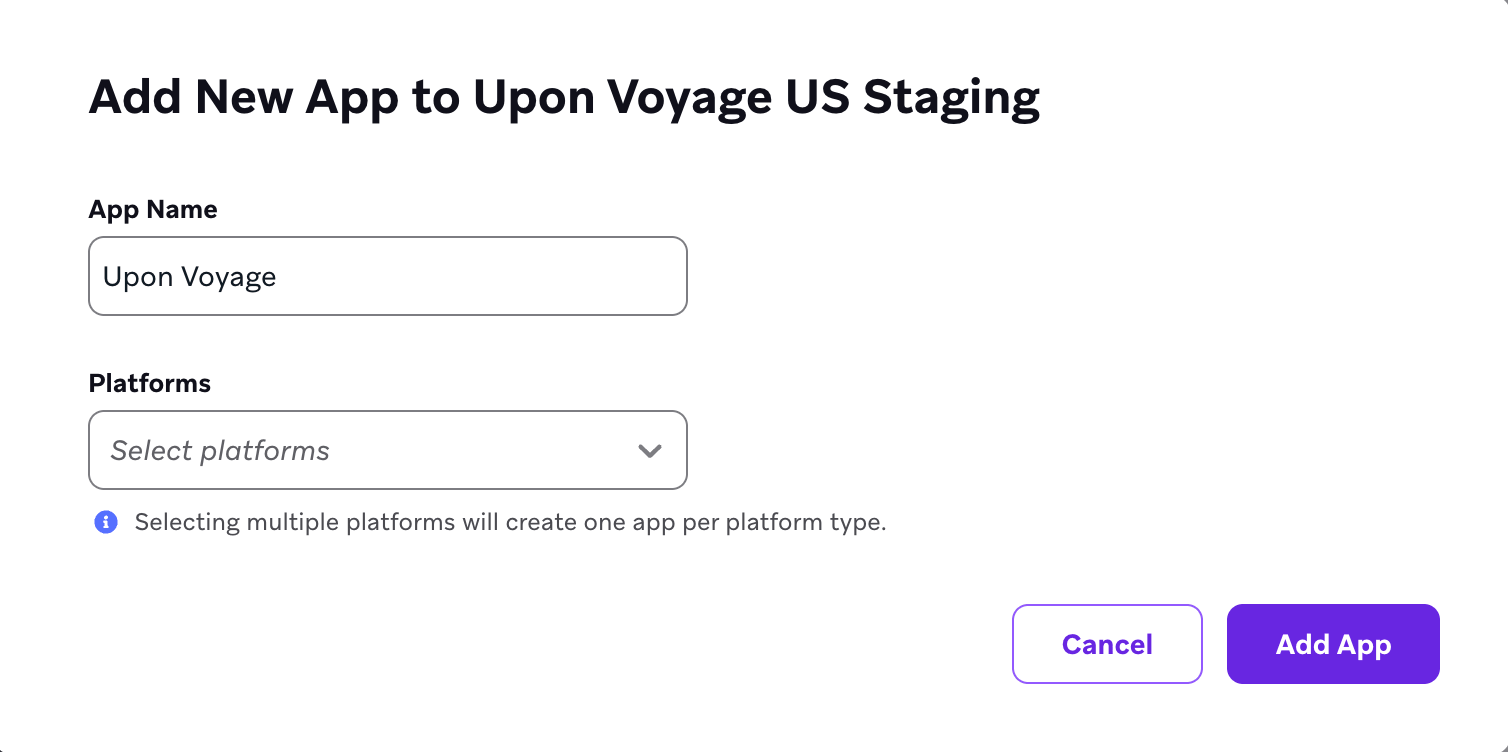 Add New App to Upon Voyage US Staging
App Name
Upon Voyage
Platforms
Select platforms
Selecting multiple platforms will create one app per platform type.
Cancel
Add App